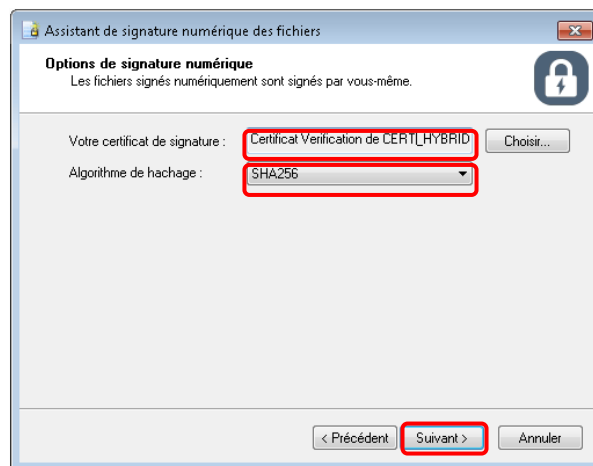 Assistant de signature numérique des fichiers
Options de signature numérique
Les fichiers signés numériquement sont signés par vous-même.
Votre certificat de signature : Certificat Verification de CERTI_HYBRID Choisir...
Algorithme de hachage : SHA256
< Précédent Suivant > Annuler